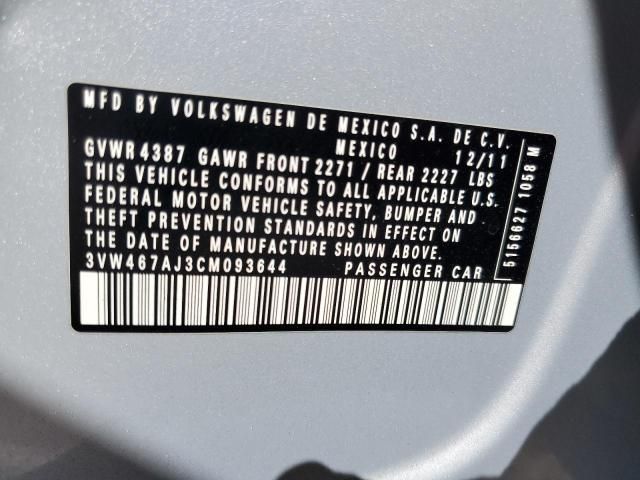 MFD BY VOLKSWAGEN DE MEXICO S.A. DE C.V.
MEXICO 12/11
GVWR 4387 GAWR FRONT 2271 / REAR 2227 LBS
THIS VEHICLE CONFORMS TO ALL APPLICABLE U.S.
FEDERAL MOTOR VEHICLE SAFETY, BUMPER AND
THEFT PREVENTION STANDARDS IN EFFECT ON
THE DATE OF MANUFACTURE SHOWN ABOVE.
3VW467AJ3CM093644 PASSENGER CAR
51566271058 M